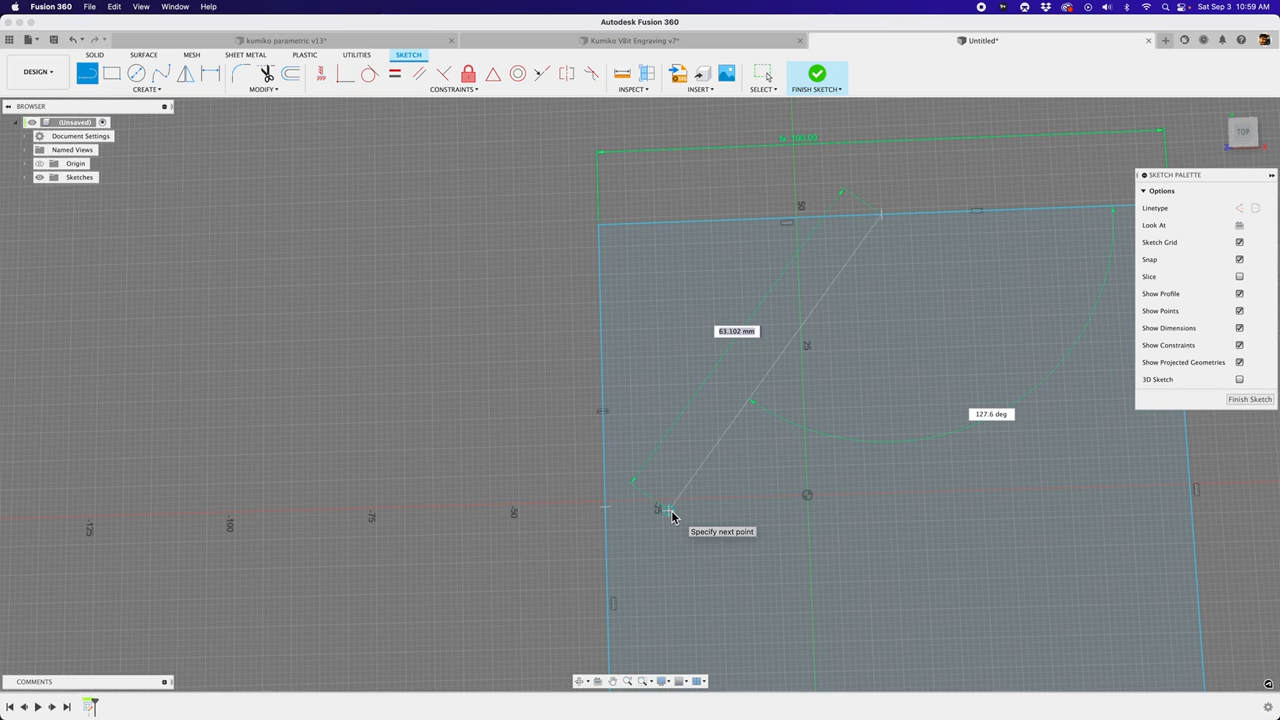 Fusion 360 File Edit View Window Help Sat Sep 3 10:59 AM
Autodesk Fusion 360
kumiko parametric v13* Kumiko VBit Engraving v7* Untitled*
SOLID SURFACE MESH SHEET METAL PLASTIC UTILITIES SKETCH
DESIGN
CREATE MODIFY CONSTRAINTS INSPECT INSERT SELECT FINISH SKETCH
BROWSER
(Unsaved)
Document Settings
Named Views
Origin
Sketches
fx: 100.00
TOP
Z
X
SKETCH PALETTE
Options
Linetype
Look At
Sketch Grid
Snap
Slice
Show Profile
Show Points
Show Dimensions
Show Constraints
Show Projected Geometries
3D Sketch
Finish Sketch
50
25
63.102 mm
127.6 deg
-125
-100
-75
-50
-25
Specify next point
COMMENTS